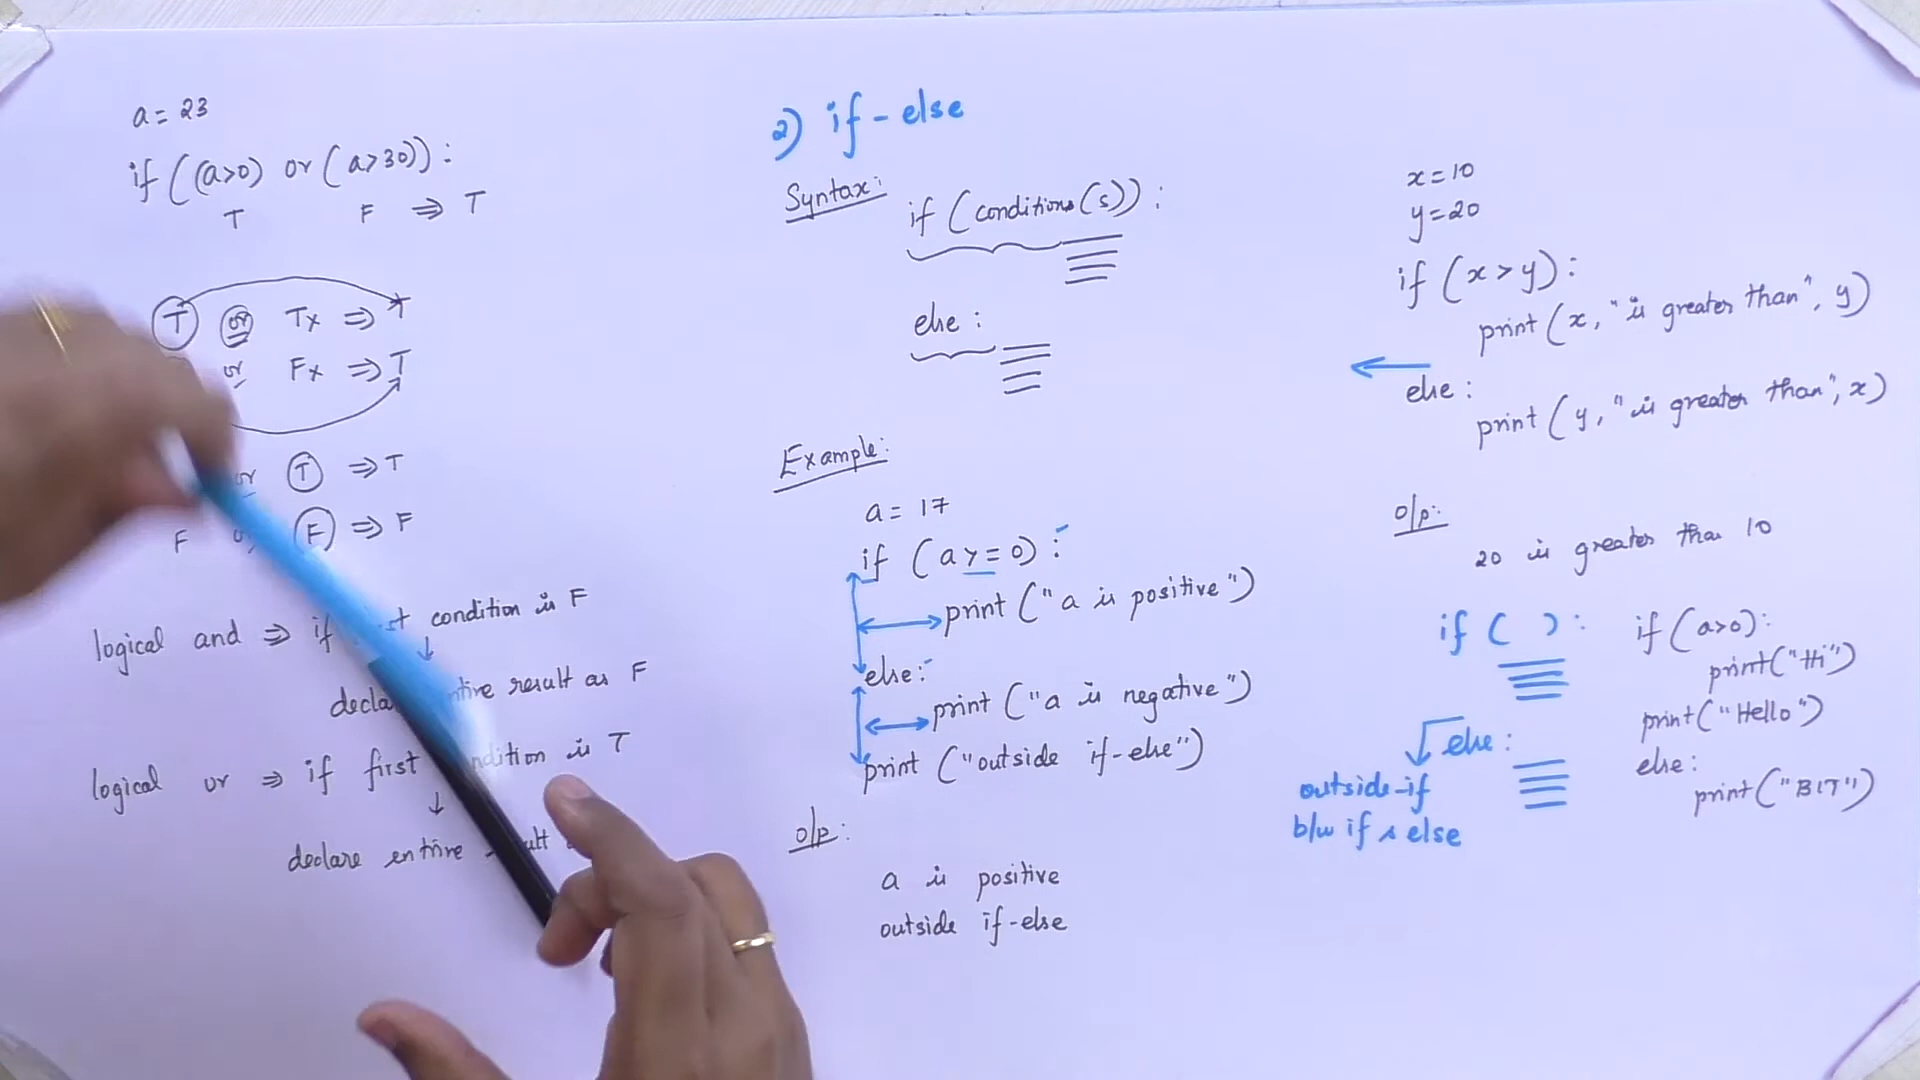 a = 23
if ((a>0) or (a>30)):
T F ⇒ T
T or Tx ⇒ T
or Fx ⇒ T
or T ⇒ T
F F ⇒ F
logical and ⇒ if condition is F
↓
entire result as F
logical or ⇒ if first condition is T
↓
declare entire
2) if-else
Syntax:
if (conditions(s)):
else:
Example:
a = 17
if (a>=0):
print ("a is positive")
else:
print ("a is negative")
print ("outside if-else")
o/p:
a is positive
outside if-else
x=10
y=20
if (x>y):
print (x, "is greater than", y)
else:
print (y, "is greater than", x)
o/p:
20 is greater tha 10
if ( ):
else:
outside-if
b/w if & else
if (a>0):
print("Hi")
print("Hello")
else:
print("BIT")